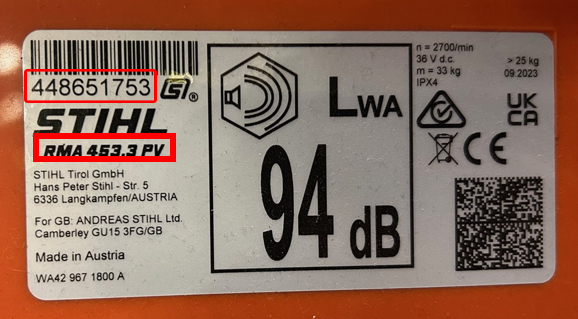 448651753
STIHL
RMA 453.3 PV
STIHL Tirol GmbH
Hans Peter Stihl - Str. 5
6336 Langkampfen/AUSTRIA
For GB: ANDREAS STIHL Ltd.
Camberley GU15 3FG/GB
Made in Austria
WA42 967 1800 A
LWA
94 dB
n = 2700/min
36 V d.c.
m = 33 kg
IPX4
> 25 kg
09.2023
UK
CA
CE